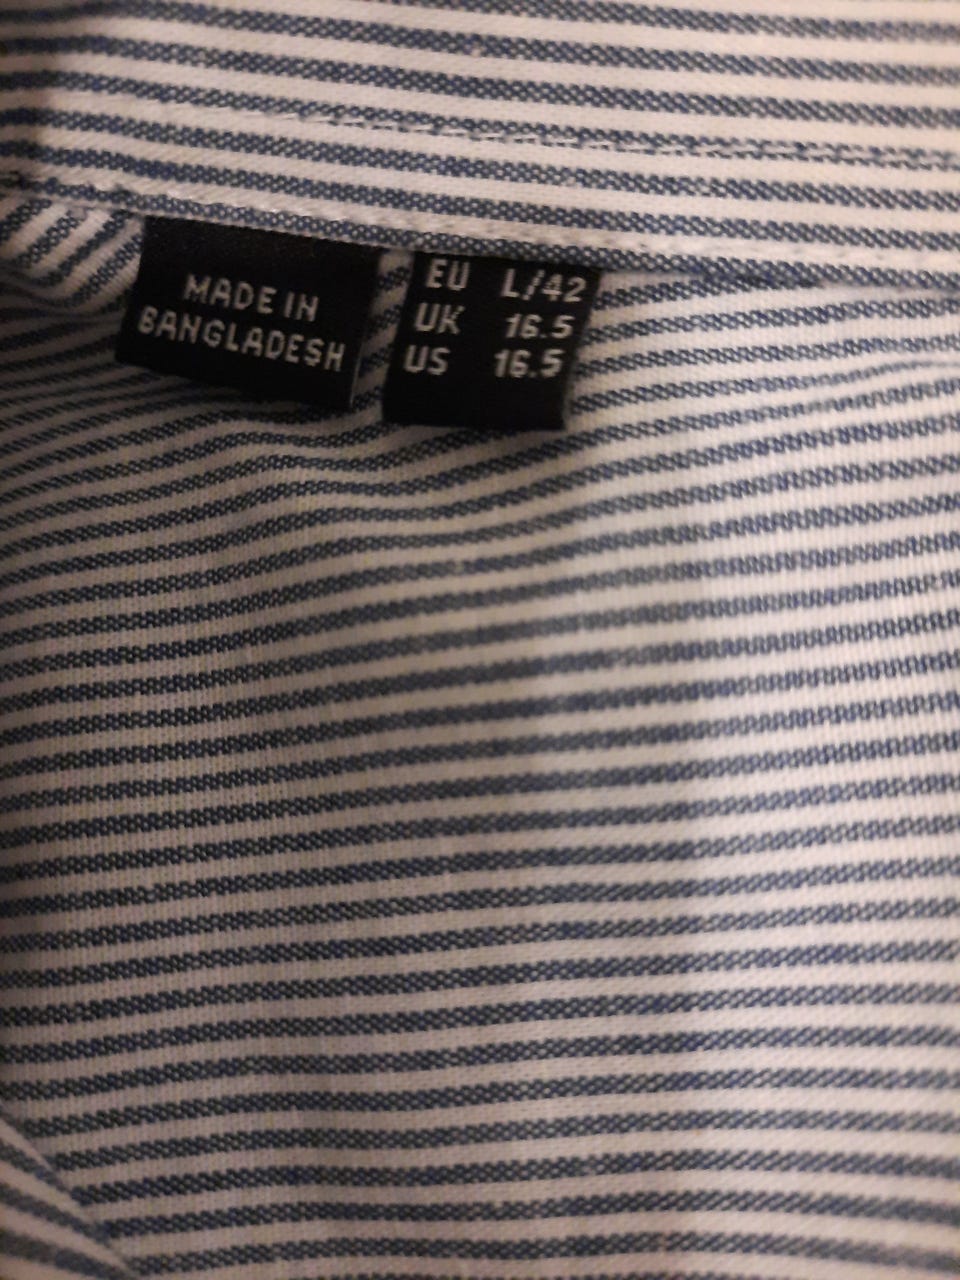 MADE IN
BANGLADESH
EU L/42
UK 16.5
US 16.5